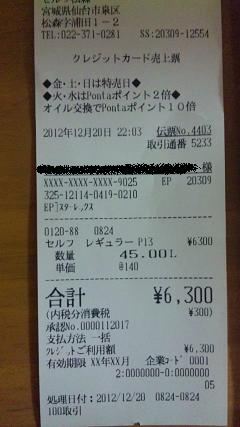 宮城県仙台市泉区
松森字浦田1-2
TEL:022-371-0281 SS:20309-12554
クレジットカード売上票
◆金・土・日は特売日◆
◆火・水はPontaポイント2倍◆
オイル交換でPontaポイント10倍
2012年12月20日 22:03 伝票No.4403
取引通番 5233
様
XXXX-XXXX-XXXX-9025 EP 20309
325-12114-0419-0210
EP]スターレックス
0120-88 0824
セルフ レギュラー P13 ¥6300
数量 45.00L
単価 @140
合計 ¥6,300
(内税分消費税 ¥300)
承認No.0000112017
支払方法 一括
クレジットご利用額 ¥6,300
有効期限 XX年XX月 企業コード 0001
2:0000000-0:0000000
05
処理日付:2012/12/20 0824-0824
100取引